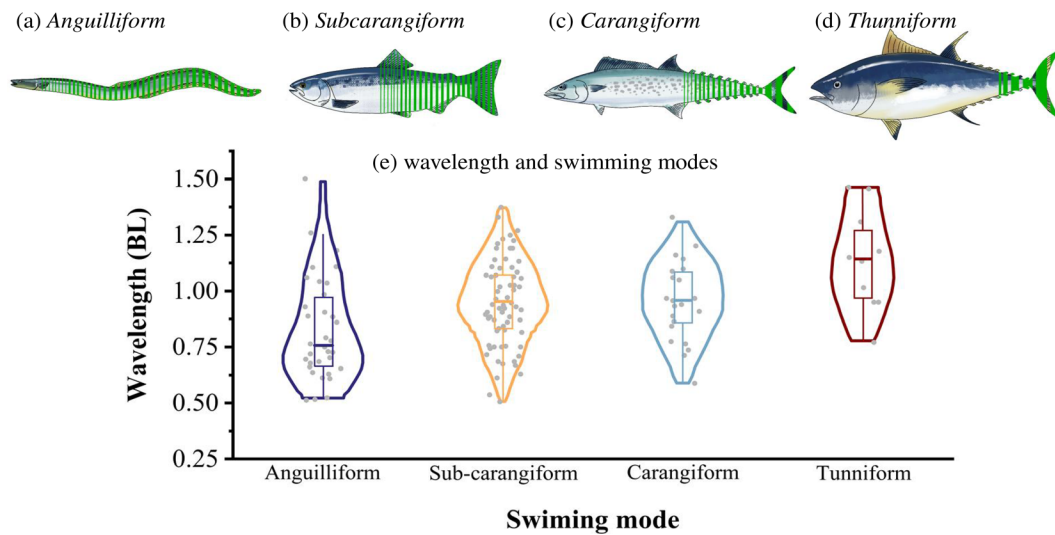 (a) Anguilliform
(b) Subcarangiform
(c) Carangiform
(d) Thunniform
(e) wavelength and swimming modes
Wavelength (BL)
1.50
1.25
1.00
0.75
0.50
0.25
Anguilliform
Sub-carangiform
Carangiform
Tunniform
Swiming mode